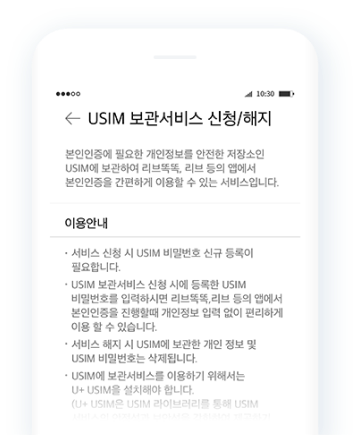 10:30
← USIM 보관서비스 신청/해지
본인인증에 필요한 개인정보를 안전한 저장소인
USIM에 보관하여 리브똑똑, 리브 등의 앱에서
본인인증을 간편하게 이용할 수 있는 서비스입니다.
이용안내
· 서비스 신청 시 USIM 비밀번호 신규 등록이
필요합니다.
· USIM 보관서비스 신청 시에 등록한 USIM
비밀번호를 입력하시면 리브똑똑,리브 등의 앱에서
본인인증을 진행할때 개인정보 입력 없이 편리하게
이용 할 수 있습니다.
· 서비스 해지 시 USIM에 보관한 개인 정보 및
USIM 비밀번호는 삭제됩니다.
· USIM에 보관서비스를 이용하기 위해서는
U+ USIM을 설치해야 합니다.
(U+ USIM은 USIM 라이브러리를 통해 USIM